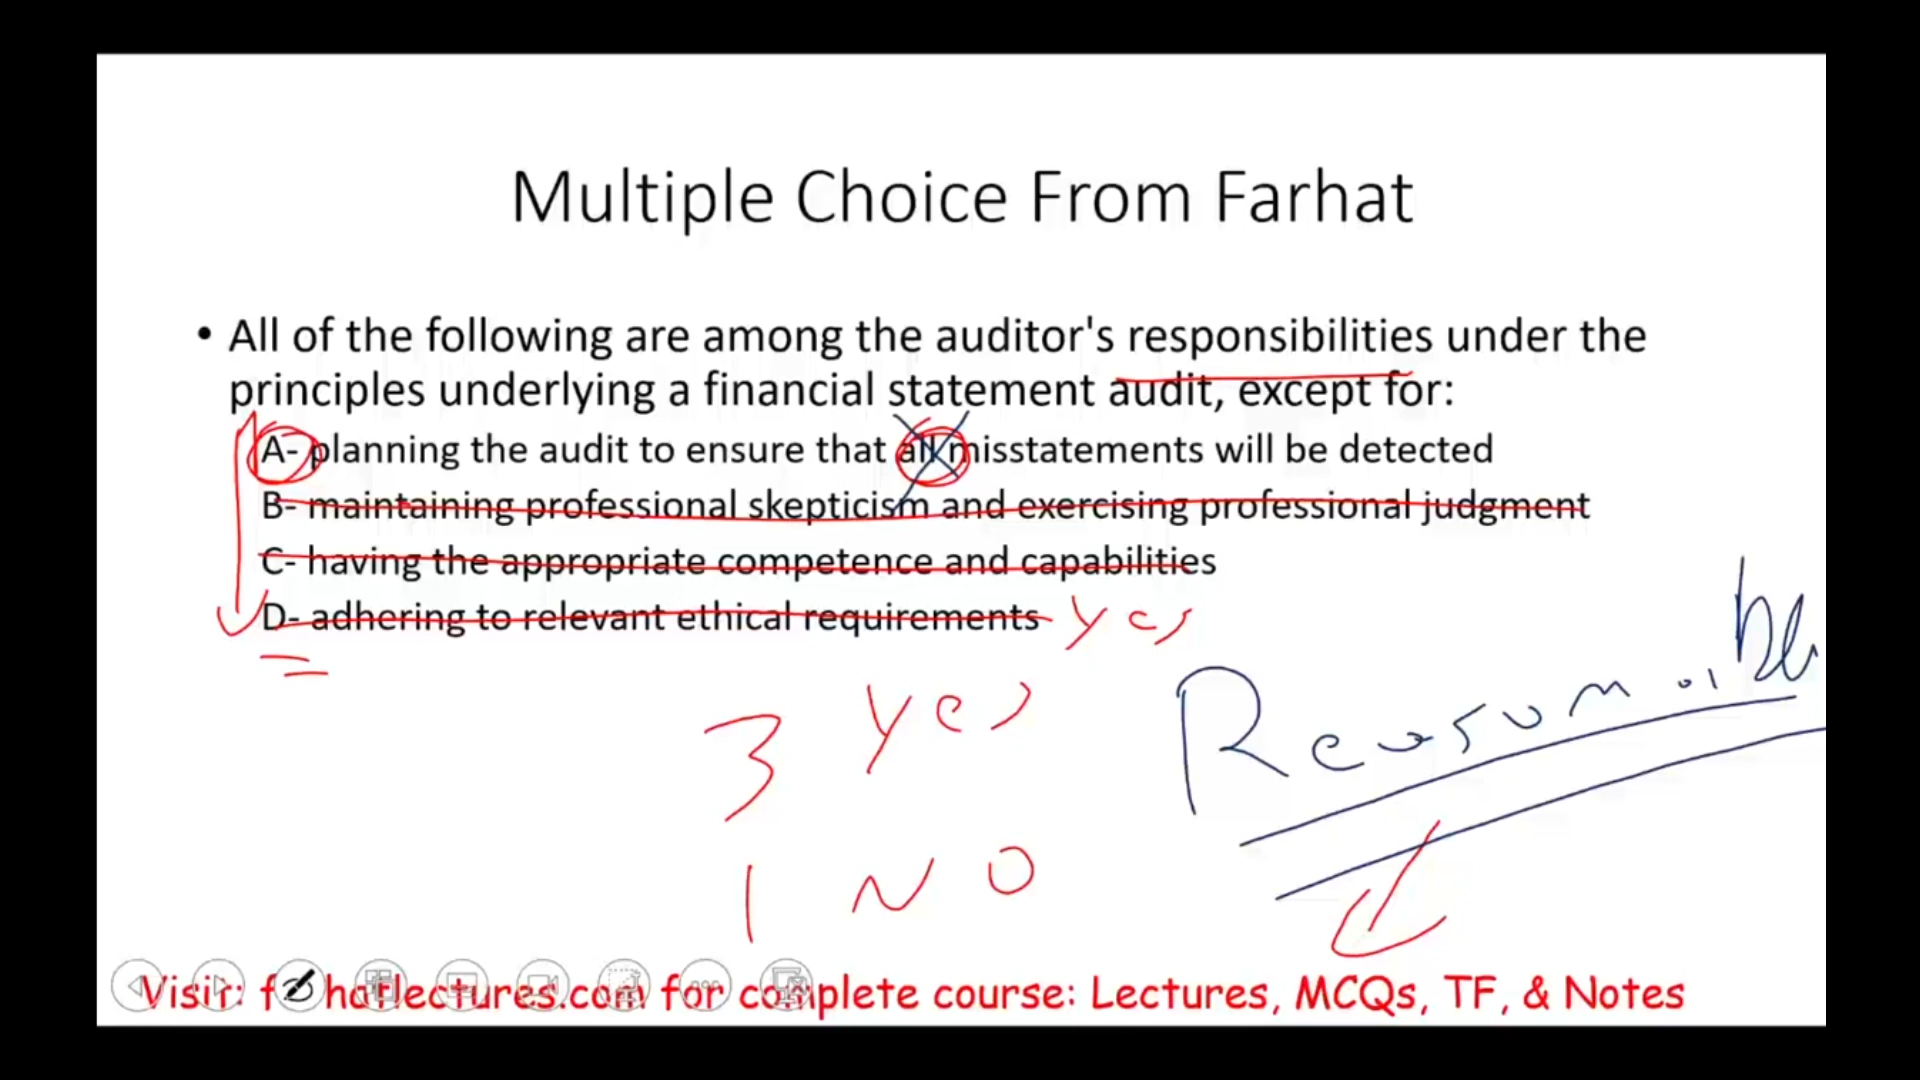 Multiple Choice From Farhat
• All of the following are among the auditor's responsibilities under the
principles underlying a financial statement audit, except for:
A- planning the audit to ensure that all misstatements will be detected
B- maintaining professional skepticism and exercising professional judgment
C- having the appropriate competence and capabilities
D- adhering to relevant ethical requirements yes
3 yes
Reasonable
1 NO
Visit: farhatlectures.com for complete course: Lectures, MCQs, TF, & Notes